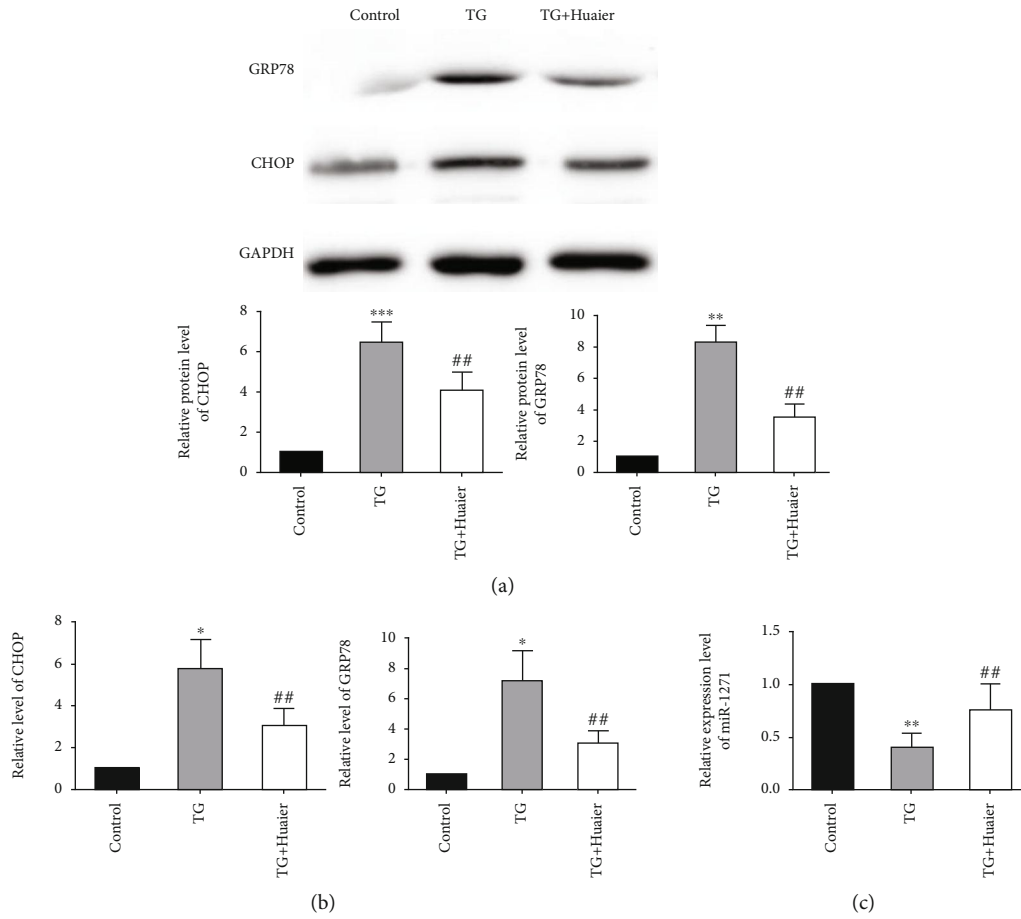 Control TG TG+Huaier
GRP78
CHOP
GAPDH
Relative protein level
of CHOP
8
6
4
2
0
***
##
Control
TG
TG+Huaier
Relative protein level
of GRP78
10
8
6
4
2
0
**
##
Control
TG
TG+Huaier
(a)
Relative level of CHOP
8
6
4
2
0
*
##
Control
TG
TG+Huaier
Relative level of GRP78
10
8
6
4
2
0
*
##
Control
TG
TG+Huaier
(b)
Relative expression level
of miR-1271
1.5
1.0
0.5
0.0
**
##
Control
TG
TG+Huaier
(c)